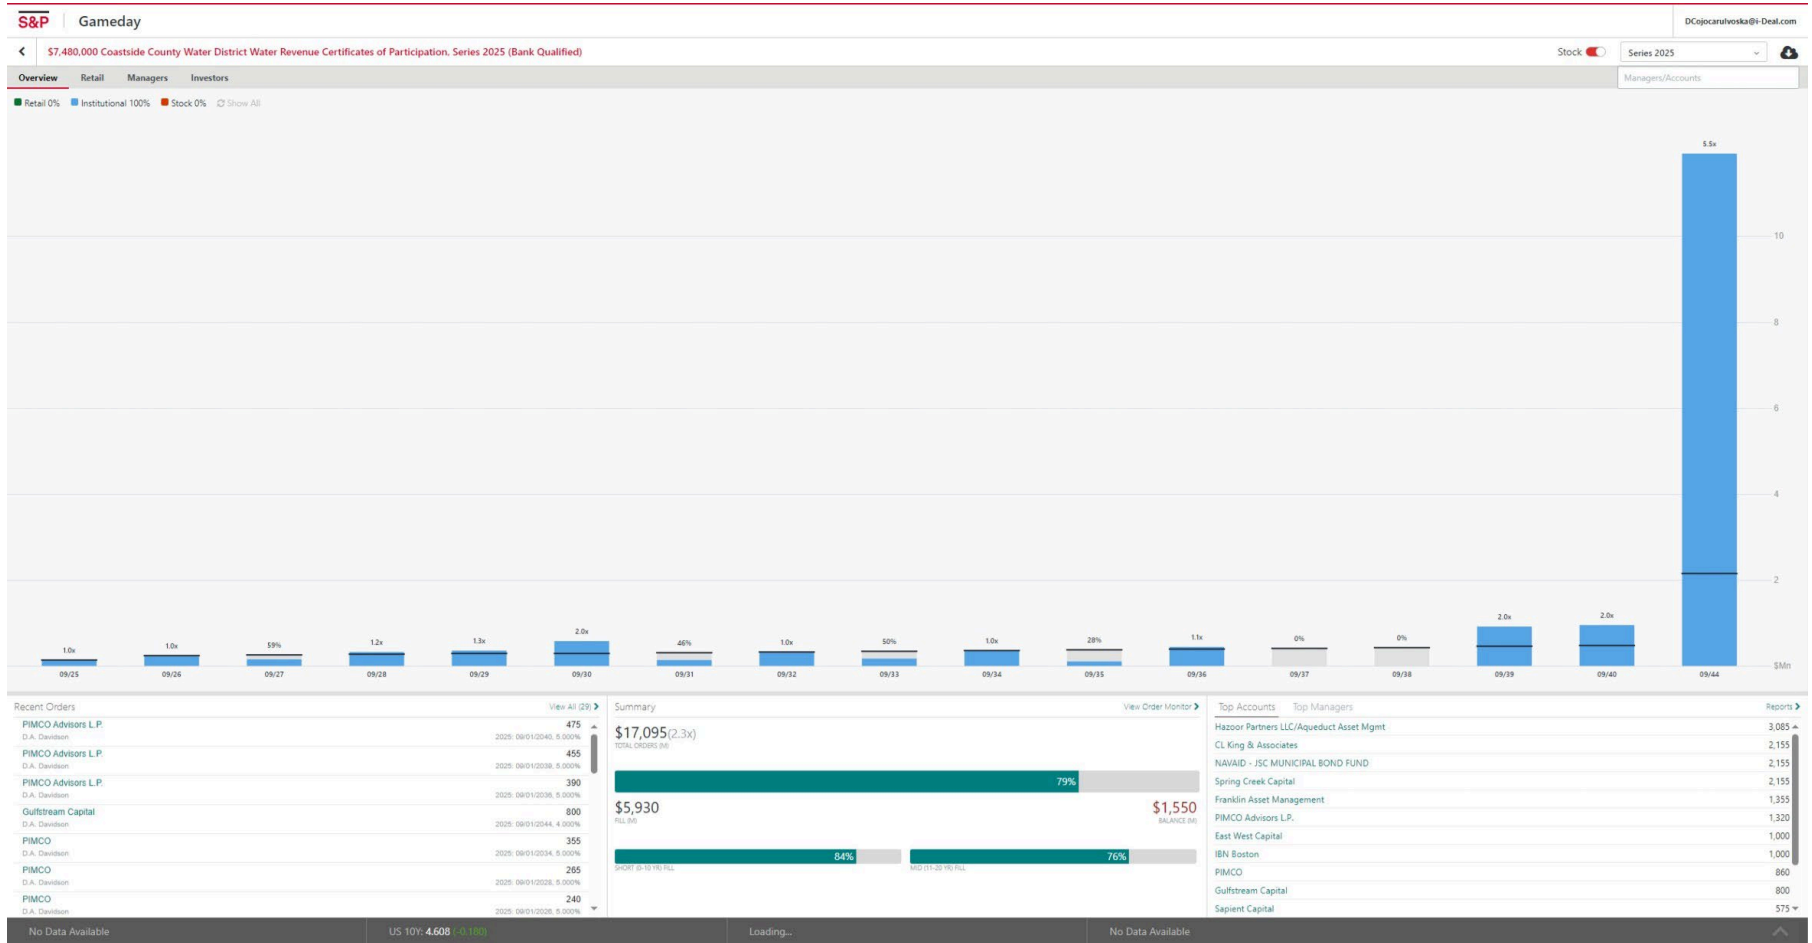 S&P Gameday DCojocaruIvoska@i-Deal.com
$7,480,000 Coastside County Water District Water Revenue Certificates of Participation, Series 2025 (Bank Qualified) Stock Series 2025
Overview Retail Managers Investors Managers/Accounts
Retail 0% Institutional 100% Stock 0% Show All
5.5x
10
8
6
4
2
1.0x 1.0x 59% 1.2x 1.3x 2.0x 46% 1.0x 50% 1.0x 28% 1.1x 0% 0% 2.0x 2.0x
$Mn
09/25 09/26 09/27 09/28 09/29 09/30 09/31 09/32 09/33 09/34 09/35 09/36 09/37 09/38 09/39 09/40 09/44
Recent Orders View All (29)
PIMCO Advisors L.P. 475
D.A. Davidson 2025: 09/01/2040, 5.000%
PIMCO Advisors L.P. 455
D.A. Davidson 2025: 09/01/2039, 5.000%
PIMCO Advisors L.P. 390
D.A. Davidson 2025: 09/01/2036, 5.000%
Gulfstream Capital 800
D.A. Davidson 2025: 09/01/2044, 4.000%
PIMCO 355
D.A. Davidson 2025: 09/01/2034, 5.000%
PIMCO 265
D.A. Davidson 2025: 09/01/2028, 5.000%
PIMCO 240
D.A. Davidson 2025: 09/01/2026, 5.000%
Summary View Order Monitor
$17,095(2.3x)
TOTAL ORDERS (M)
79%
$5,930 $1,550
FILL (M) BALANCE (M)
84% 76%
SHORT (0-10 YR) FILL MID (11-20 YR) FILL
Top Accounts Top Managers Reports
Hazoor Partners LLC/Aqueduct Asset Mgmt 3,085
CL King & Associates 2,155
NAVAID - JSC MUNICIPAL BOND FUND 2,155
Spring Creek Capital 2,155
Franklin Asset Management 1,355
PIMCO Advisors L.P. 1,320
East West Capital 1,000
IBN Boston 1,000
PIMCO 860
Gulfstream Capital 800
Sapient Capital 575
No Data Available US 10Y: 4.608 (-0.180) Loading... No Data Available